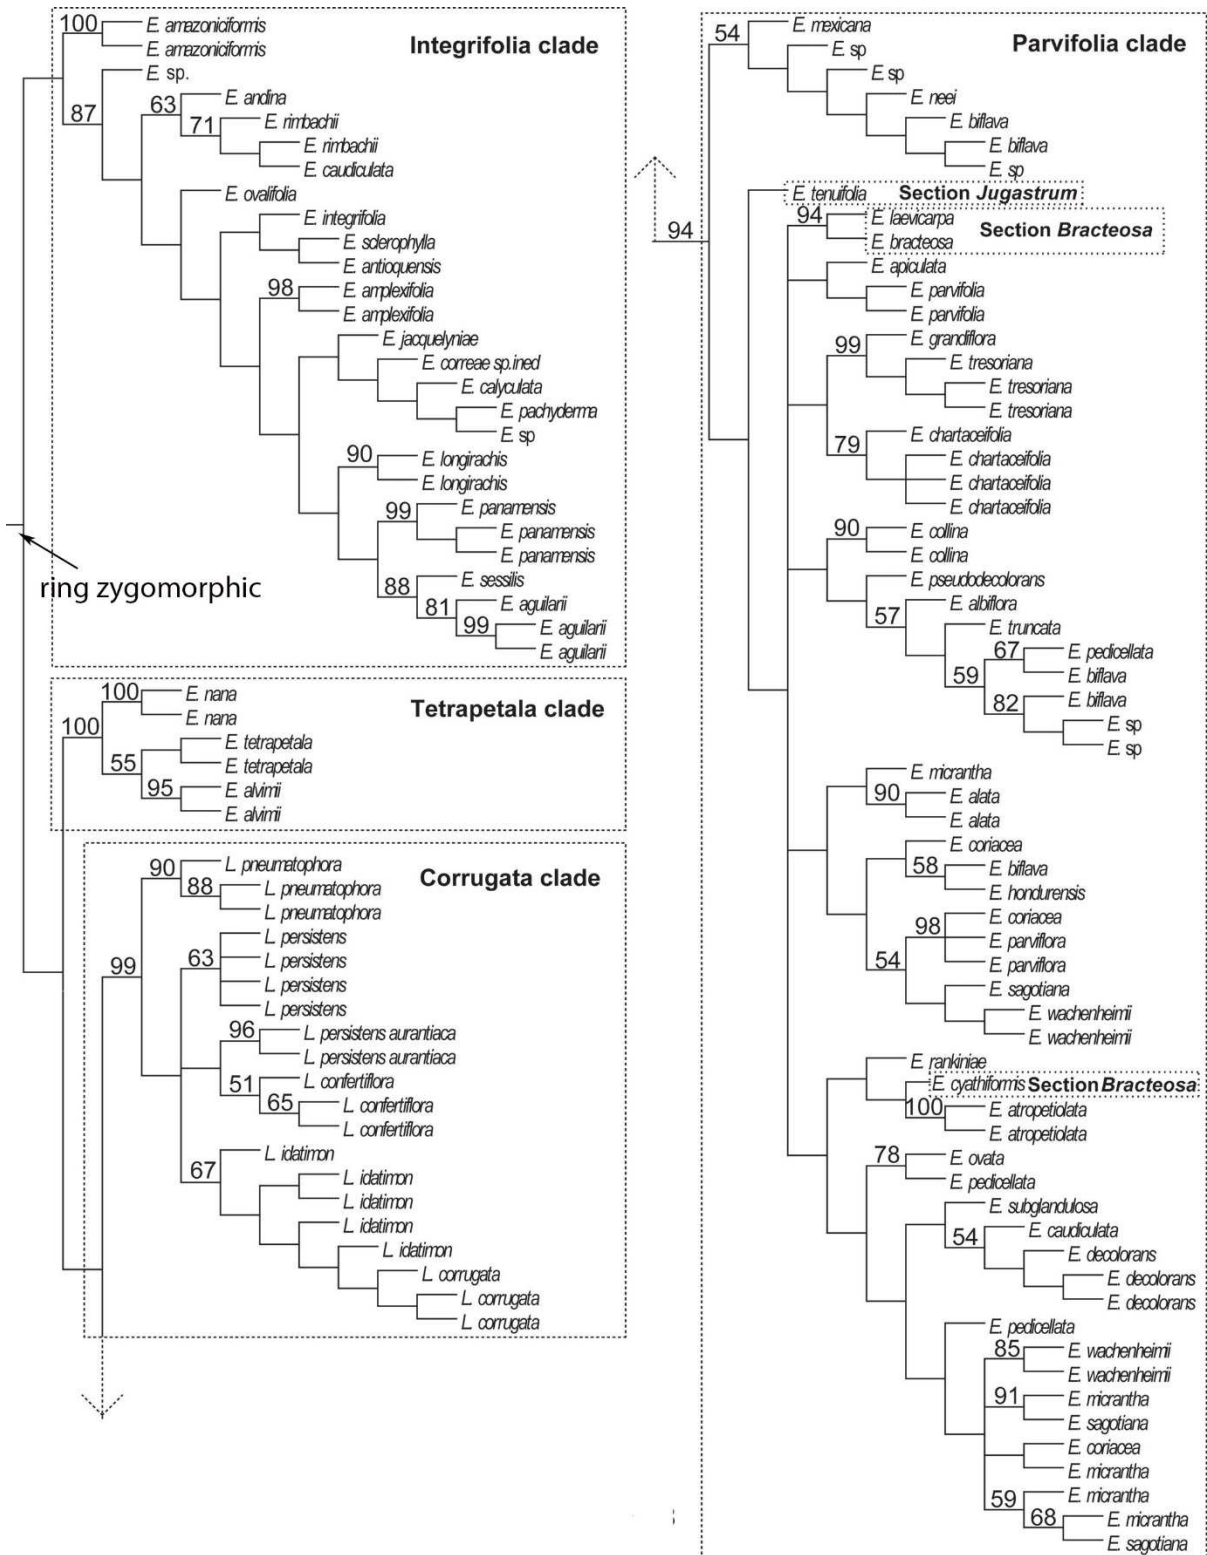 100
E. amazoniciformis
E. amazoniciformis
Integrifolia clade
E. sp.
87
63
E. andina
71
E. rimbachii
E. rimbachii
E. caudiculata
E. ovalifolia
E. integrifolia
E. sclerophylla
E. antioquensis
98
E. amplexifolia
E. amplexifolia
E. jacquelyniae
E. correae sp.ined
E. calyculata
E. pachyderma
E. sp
90
E. longirachis
E. longirachis
99
E. panamensis
E. panamensis
E. panamensis
88
E. sessilis
81
E. aguilarii
99
E. aguilarii
E. aguilarii
ring zygomorphic
100
E. nana
E. nana
Tetrapetala clade
100
E. tetrapetala
55
E. tetrapetala
95
E. alvimii
E. alvimii
90
L. pneumatophora
Corrugata clade
88
L. pneumatophora
L. pneumatophora
99
63
L. persistens
L. persistens
L. persistens
L. persistens
96
L. persistens aurantiaca
L. persistens aurantiaca
51
L. confertiflora
65
L. confertiflora
L. confertiflora
67
L. idatimon
L. idatimon
L. idatimon
L. idatimon
L. idatimon
L. corrugata
L. corrugata
L. corrugata
94
54
E. mexicana
Parvifolia clade
E. sp
E. sp
E. neei
E. biflava
E. biflava
E. sp
E. tenuifolia Section Jugastrum
94
E. laevicarpa
Section Bracteosa
E. bracteosa
E. apiculata
E. parvifolia
E. parvifolia
99
E. grandiflora
E. tresoriana
E. tresoriana
E. tresoriana
79
E. chartaceifolia
E. chartaceifolia
E. chartaceifolia
E. chartaceifolia
90
E. collina
E. collina
E. pseudodecolorans
57
E. albiflora
E. truncata
59
67
E. pedicellata
E. biflava
82
E. biflava
E. sp
E. sp
E. micrantha
90
E. alata
E. alata
E. coriacea
58
E. biflava
E. hondurensis
54
98
E. coriacea
E. parviflora
E. parviflora
E. sagotiana
E. wachenheimii
E. wachenheimii
E. rankiniae
E. cyathiformis Section Bracteosa
100
E. atropetiolata
E. atropetiolata
78
E. ovata
E. pedicellata
E. subglandulosa
54
E. caudiculata
E. decolorans
E. decolorans
E. decolorans
E. pedicellata
85
E. wachenheimii
E. wachenheimii
91
E. micrantha
E. sagotiana
E. coriacea
E. micrantha
59
E. micrantha
68
E. micrantha
E. sagotiana